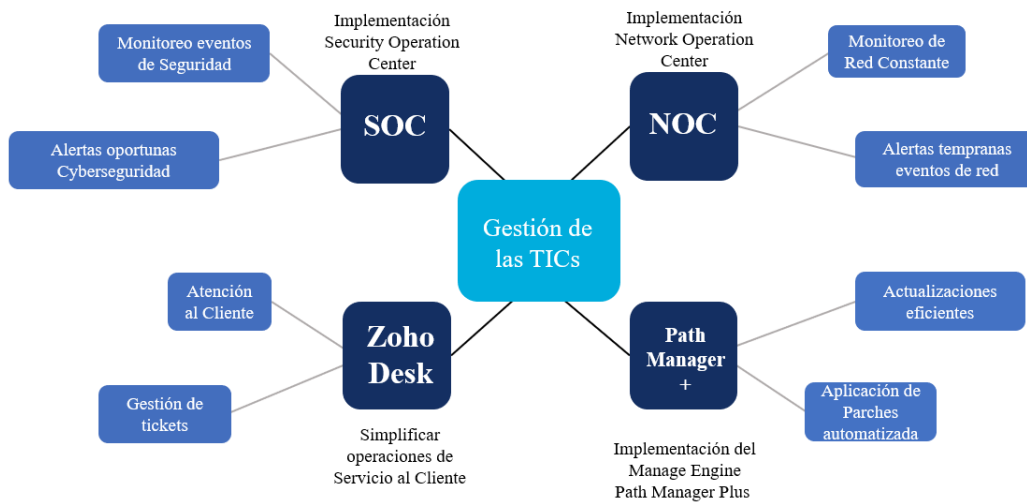 Implementación
Security Operation
Center
Implementación
Network Operation
Center
Monitoreo eventos
de Seguridad
SOC
NOC
Monitoreo de
Red Constante
Alertas oportunas
Cyberseguridad
Alertas tempranas
eventos de red
Gestión de
las TICs
Atención
al Cliente
Zoho
Desk
Path
Manager
+
Actualizaciones
eficientes
Gestión de
tickets
Aplicación de
Parches
automatizada
Simplificar
operaciones de
Servicio al Cliente
Implementación del
Manage Engine
Path Manager Plus